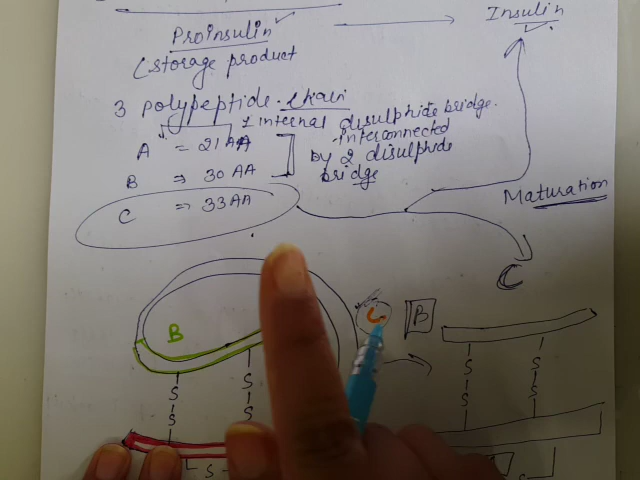 Insulin
Proinsulin
(storage product
3 polypeptide chain
1 internal disulphide bridge.
A = 21 AA
interconnected
by 2 disulphide
bridge
B ⇒ 30 AA
C ⇒ 33 AA
Maturation
C
B
C
B
S S S S
S S S S
S